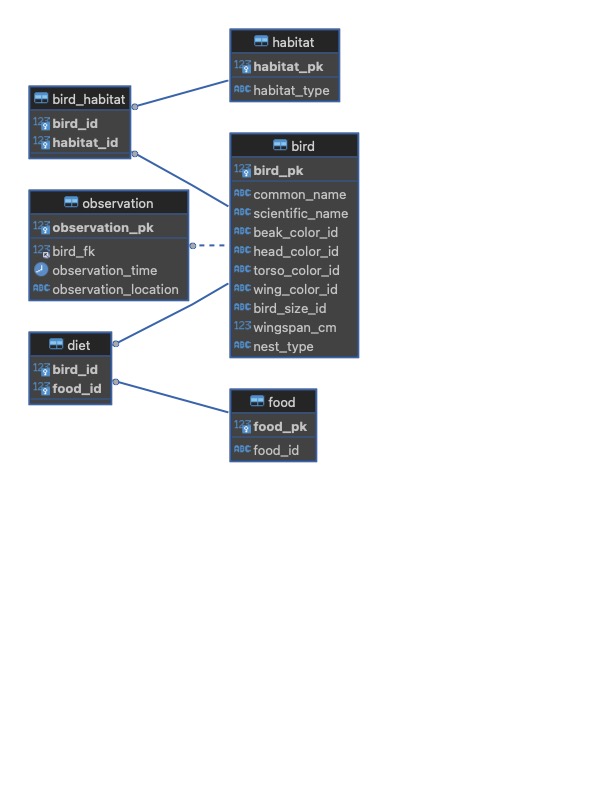 habitat
123 habitat_pk
ABC habitat_type
bird_habitat
123 bird_id
123 habitat_id
bird
123 bird_pk
ABC common_name
ABC scientific_name
ABC beak_color_id
ABC head_color_id
ABC torso_color_id
ABC wing_color_id
ABC bird_size_id
123 wingspan_cm
ABC nest_type
observation
123 observation_pk
123 bird_fk
observation_time
ABC observation_location
diet
123 bird_id
123 food_id
food
123 food_pk
ABC food_id